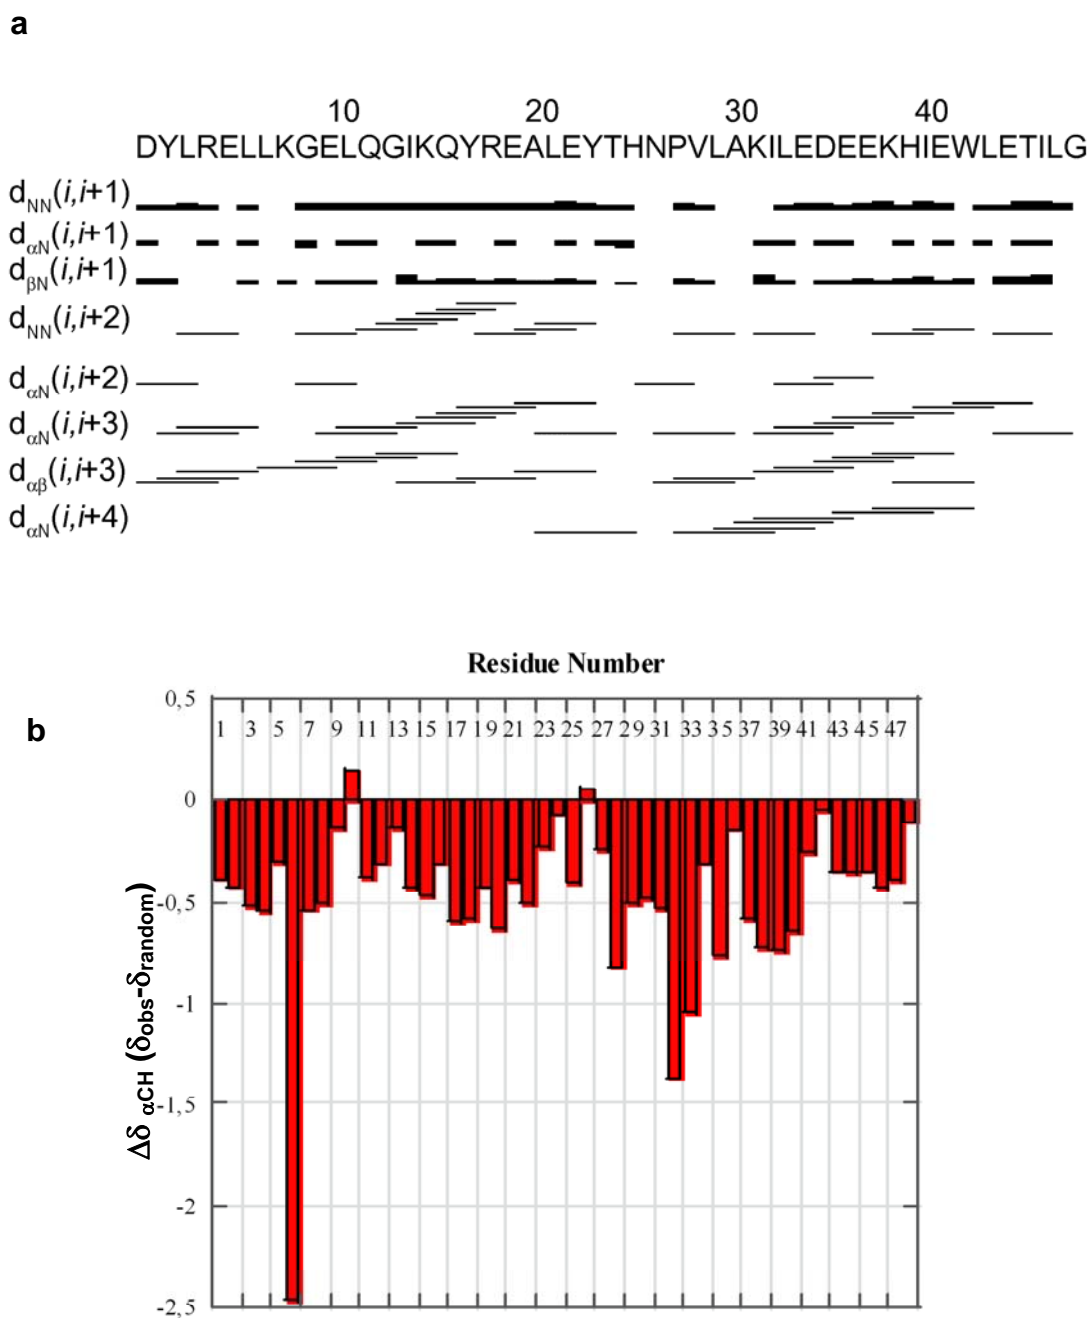 a
10 20 30 40
DYLRELLKGELQGIKQYREALEYTHNPVLAKILEDEEKHIEWLETILG
dNN(i,i+1)
dαN(i,i+1)
dβN(i,i+1)
dNN(i,i+2)
dαN(i,i+2)
dαN(i,i+3)
dαβ(i,i+3)
dαN(i,i+4)
Residue Number
b
0,5
1 3 5 7 9 11 13 15 17 19 21 23 25 27 29 31 33 35 37 39 41 43 45 47
0
-0,5
-1
-1,5
-2
-2,5
Δδ αCH (δobs-δrandom)